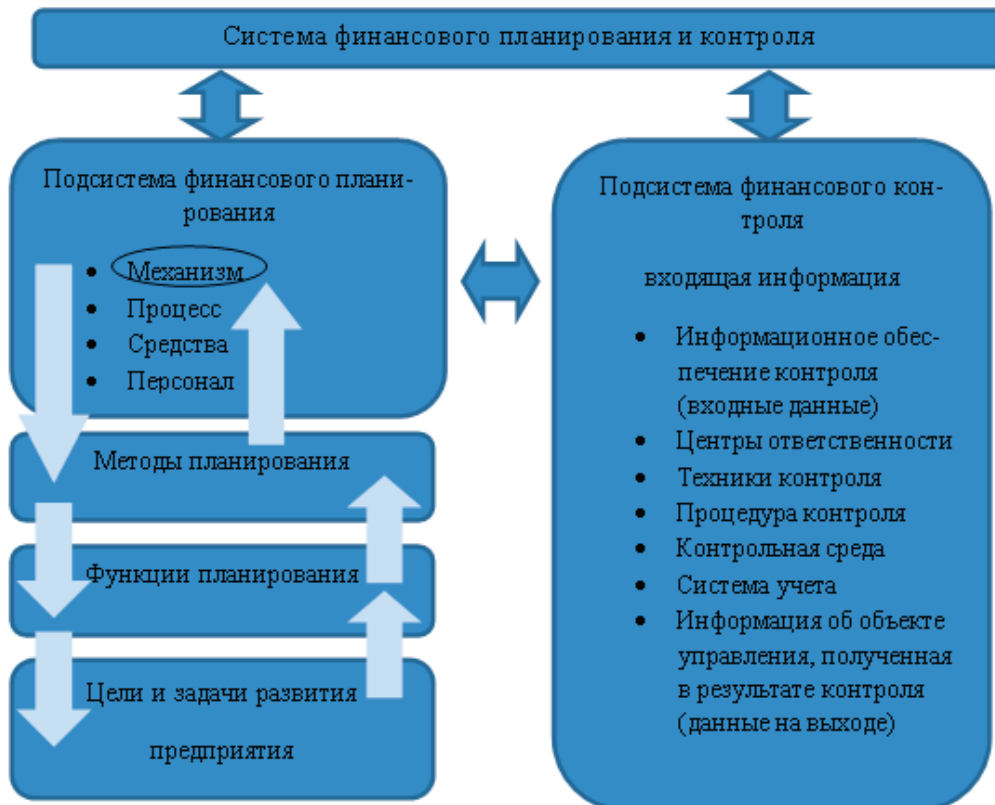 Система финансового планирования и контроля
Подсистема финансового плани-
рования
• Механизм
• Процесс
• Средства
• Персонал
Методы планирования
Функции планирования
Цели и задачи развития
предприятия
Подсистема финансового кон-
троля
входящая информация
• Информационное обес-
печение контроля
(входные данные)
• Центры ответственности
• Техники контроля
• Процедура контроля
• Контрольная среда
• Система учета
• Информация об объекте
управления, полученная
в результате контроля
(данные на выходе)